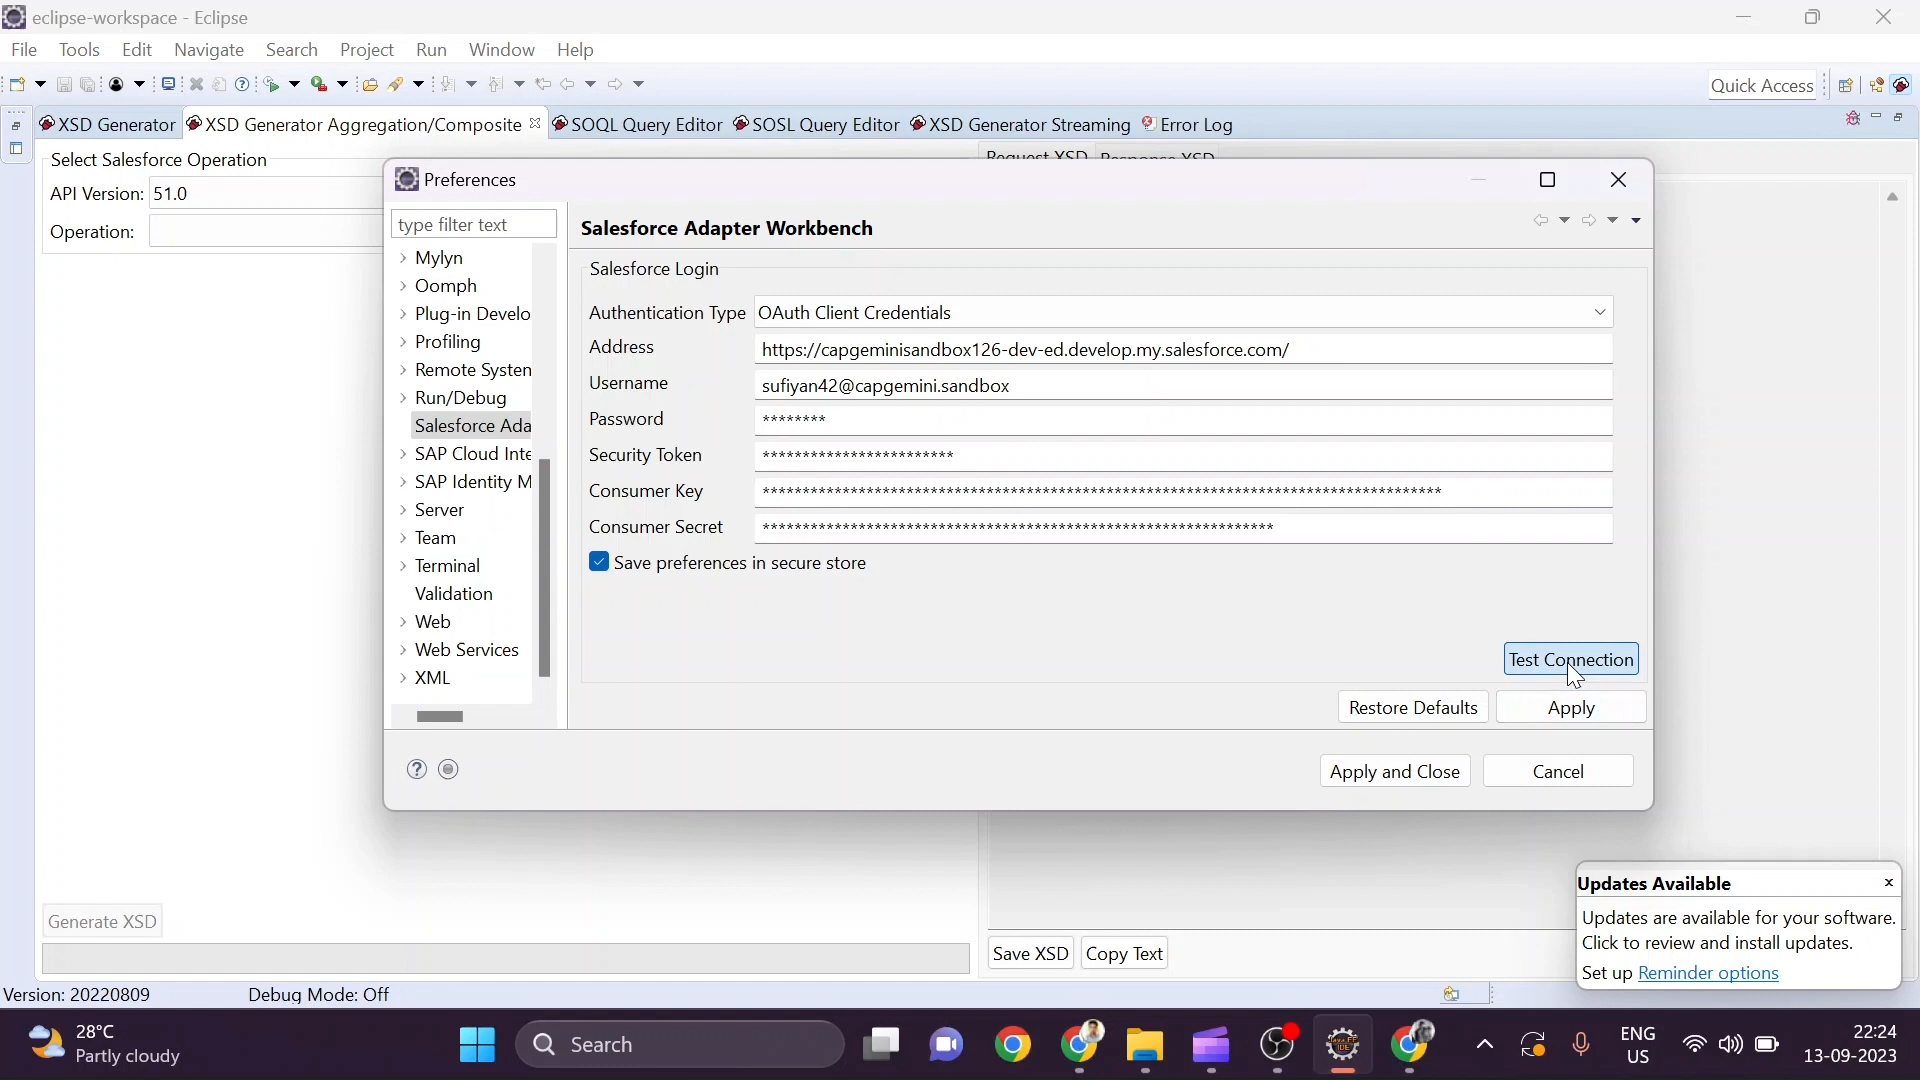 eclipse-workspace - Eclipse
File Tools Edit Navigate Search Project Run Window Help
Quick Access
XSD Generator XSD Generator Aggregation/Composite SOQL Query Editor SOSL Query Editor XSD Generator Streaming Error Log
Select Salesforce Operation
Request XSD Response XSD
API Version: 51.0
Operation:
Preferences
type filter text
Mylyn
Oomph
Plug-in Develo
Profiling
Remote System
Run/Debug
Salesforce Ada
SAP Cloud Inte
SAP Identity M
Server
Team
Terminal
Validation
Web
Web Services
XML
Salesforce Adapter Workbench
Salesforce Login
Authentication Type OAuth Client Credentials
Address https://capgeminisandbox126-dev-ed.develop.my.salesforce.com/
Username sufiyan42@capgemini.sandbox
Password ********
Security Token ************************
Consumer Key *************************************************************************************
Consumer Secret ****************************************************************
Save preferences in secure store
Test Connection
Restore Defaults Apply
Apply and Close Cancel
Generate XSD
Save XSD Copy Text
Updates Available
Updates are available for your software.
Click to review and install updates.
Set up Reminder options
Version: 20220809 Debug Mode: Off
28°C
Partly cloudy
Search
ENG
US
22:24
13-09-2023